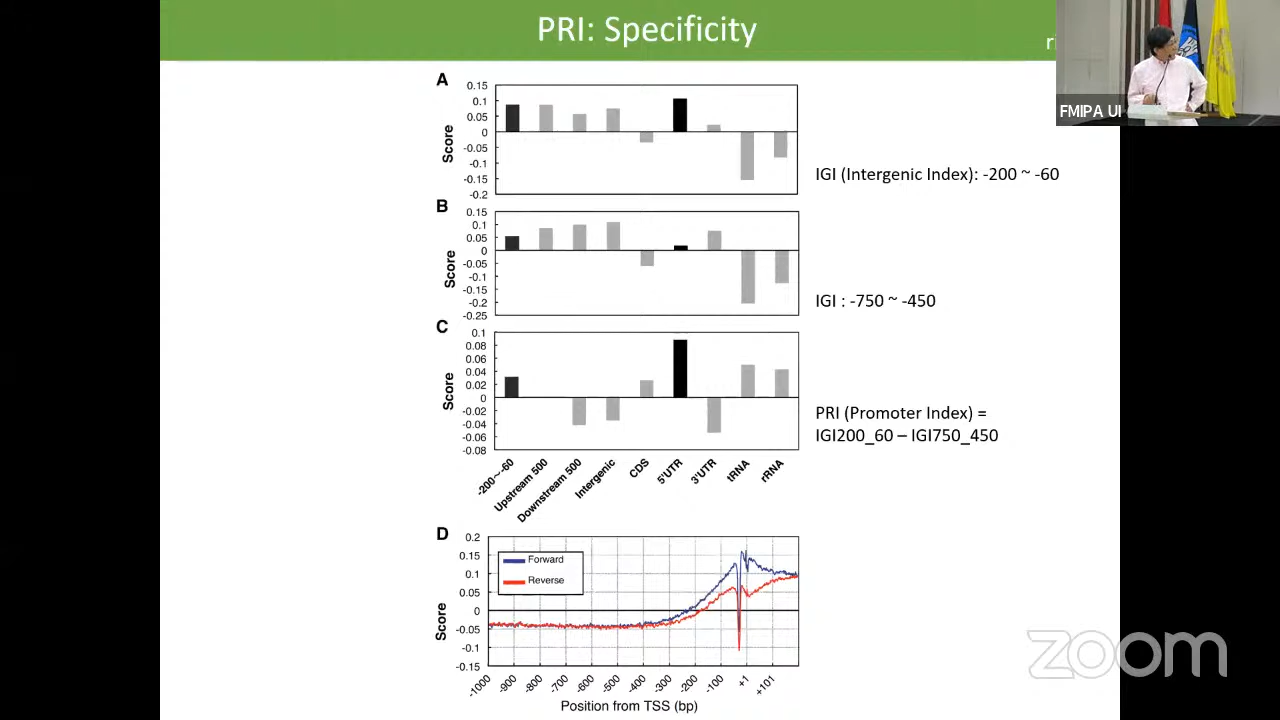 PRI: Specificity
ri
FMIPA UI
A
0.15
0.1
0.05
0
-0.05
-0.1
-0.15
-0.2
Score
IGI (Intergenic Index): -200 ~ -60
B
0.15
0.1
0.05
0
-0.05
-0.1
-0.15
-0.2
-0.25
Score
IGI : -750 ~ -450
C
0.1
0.08
0.06
0.04
0.02
0
-0.02
-0.04
-0.06
-0.08
Score
PRI (Promoter Index) =
IGI200_60 – IGI750_450
-200~-60
Upstream 500
Downstream 500
Intergenic
CDS
5'UTR
3'UTR
tRNA
rRNA
D
0.2
0.15
0.1
0.05
0
-0.05
-0.1
-0.15
Score
Forward
Reverse
-1000
-900
-800
-700
-600
-500
-400
-300
-200
-100
+1
+101
Position from TSS (bp)
zoom